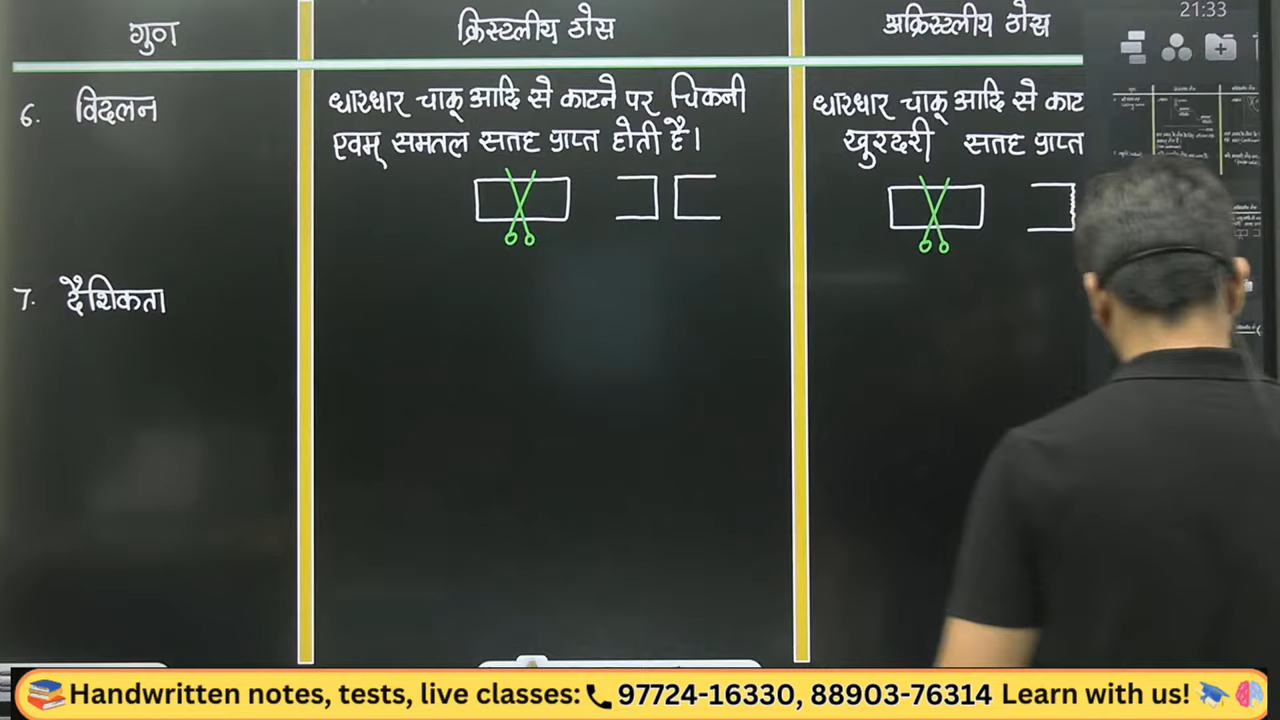 21:33
गुण क्रिस्टलीय ठोस अक्रिस्टलीय ठोस
6. विदलन
धारधार चाकू आदि से काटने पर चिकनी
एवम् समतल सतह प्राप्त होती है।
धारधार चाकू आदि से काट
खुरदरी सतह प्राप्त
7. दैशिकता
Handwritten notes, tests, live classes: 97724-16330, 88903-76314 Learn with us!